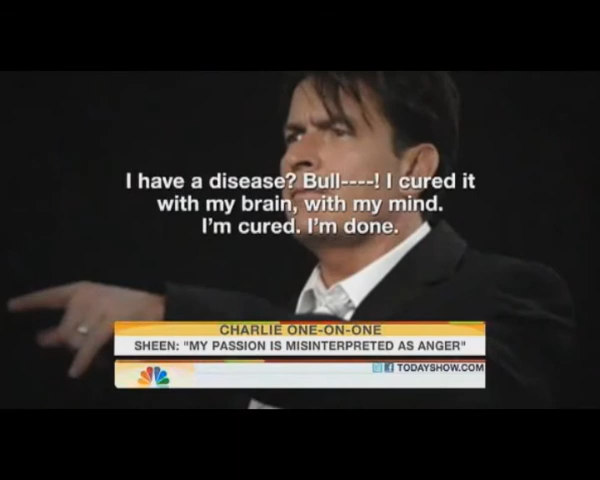 I have a disease? Bull----! I cured it
with my brain, with my mind.
I'm cured. I'm done.
CHARLIE ONE-ON-ONE
SHEEN: "MY PASSION IS MISINTERPRETED AS ANGER"
TODAYSHOW.COM